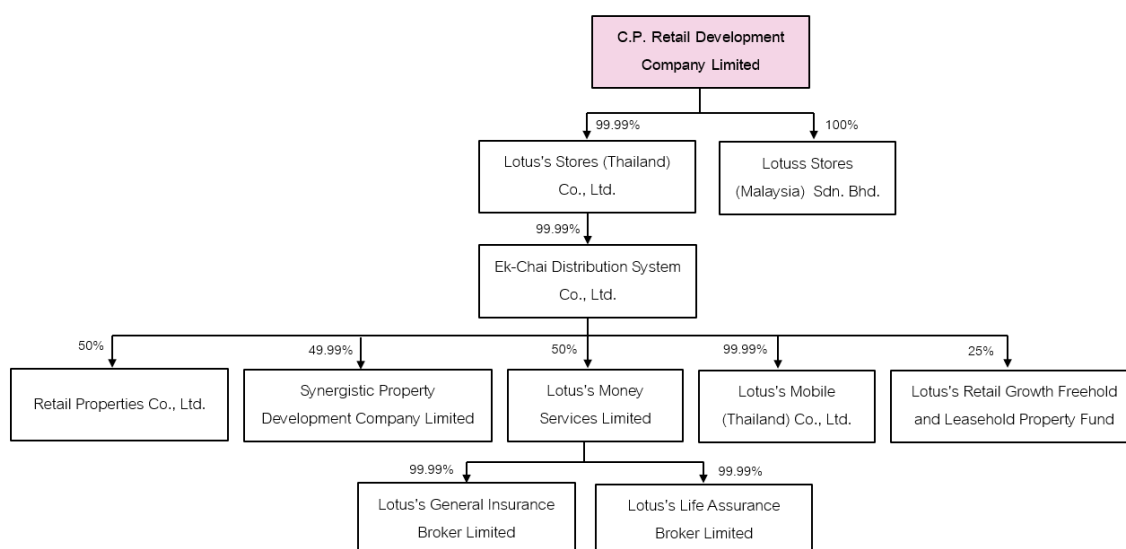 C.P. Retail Development
Company Limited
99.99%
100%
Lotus's Stores (Thailand)
Co., Ltd.
Lotuss Stores
(Malaysia) Sdn. Bhd.
99.99%
Ek-Chai Distribution System
Co., Ltd.
50%
49.99%
50%
99.99%
25%
Retail Properties Co., Ltd.
Synergistic Property
Development Company Limited
Lotus's Money
Services Limited
Lotus's Mobile
(Thailand) Co., Ltd.
Lotus's Retail Growth Freehold
and Leasehold Property Fund
99.99%
99.99%
Lotus's General Insurance
Broker Limited
Lotus's Life Assurance
Broker Limited